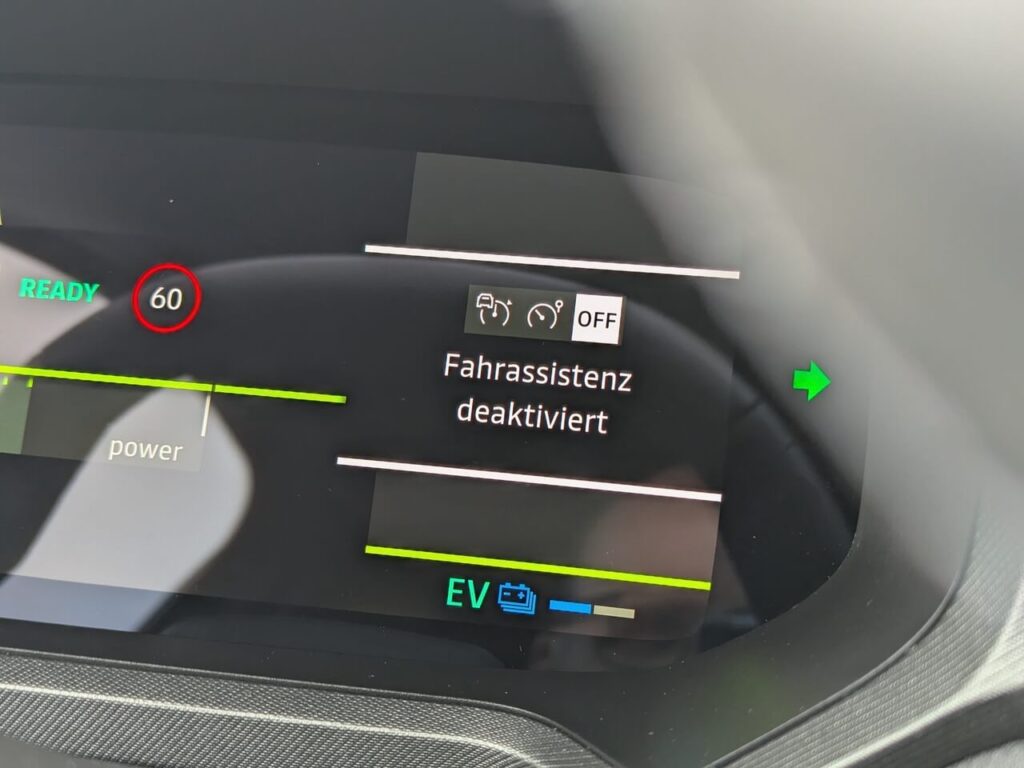 READY
60
OFF
Fahrassistenz
deaktiviert
power
EV